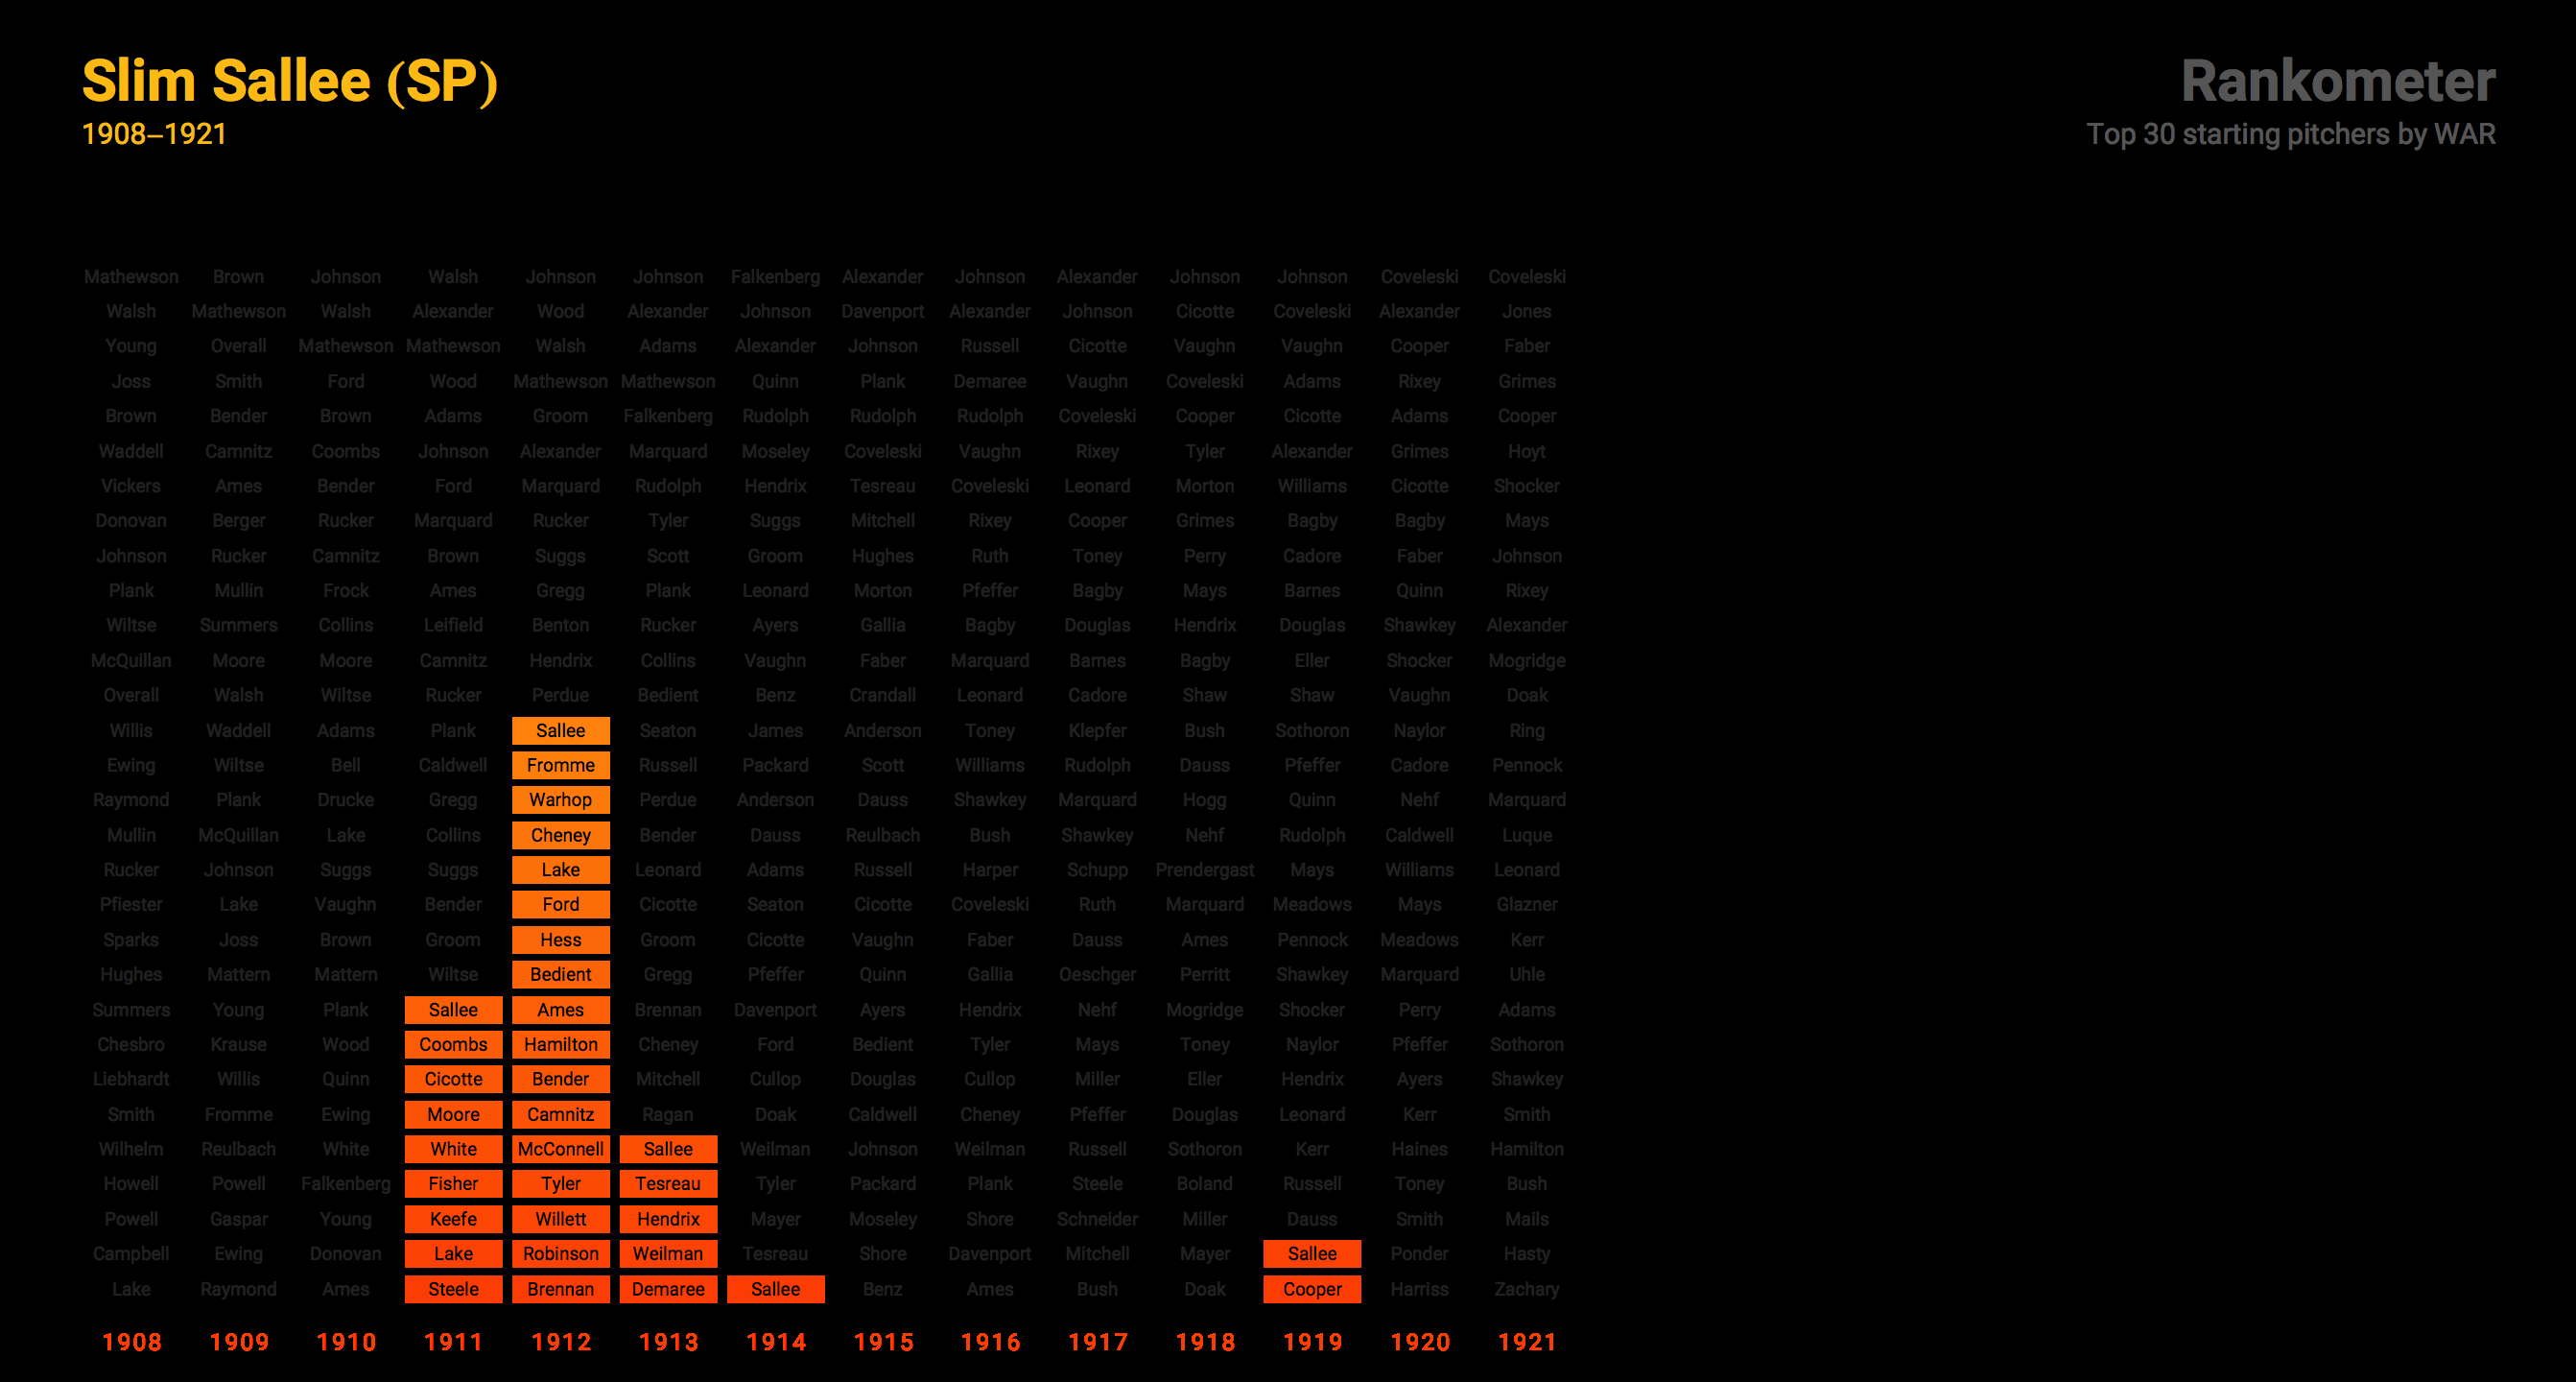 Slim Sallee (SP)
1908–1921
Rankometer
Top 30 starting pitchers by WAR
Mathewson Brown Johnson Walsh Johnson Johnson Falkenberg Alexander Johnson Alexander Johnson Johnson Coveleski Coveleski
Walsh Mathewson Walsh Alexander Wood Alexander Johnson Davenport Alexander Johnson Cicotte Coveleski Alexander Jones
Young Overall Mathewson Mathewson Walsh Adams Alexander Johnson Russell Cicotte Vaughn Vaughn Cooper Faber
Joss Smith Ford Wood Mathewson Mathewson Quinn Plank Demaree Vaughn Coveleski Adams Rixey Grimes
Brown Bender Brown Adams Groom Falkenberg Rudolph Rudolph Rudolph Coveleski Cooper Cicotte Adams Cooper
Waddell Camnitz Coombs Johnson Alexander Marquard Moseley Coveleski Vaughn Rixey Tyler Alexander Grimes Hoyt
Vickers Ames Bender Ford Marquard Rudolph Hendrix Tesreau Coveleski Leonard Morton Williams Cicotte Shocker
Donovan Berger Rucker Marquard Rucker Tyler Suggs Mitchell Rixey Cooper Grimes Bagby Bagby Mays
Johnson Rucker Camnitz Brown Suggs Scott Groom Hughes Ruth Toney Perry Cadore Faber Johnson
Plank Mullin Frock Ames Gregg Plank Leonard Morton Pfeffer Bagby Mays Barnes Quinn Rixey
Wiltse Summers Collins Leifield Benton Rucker Ayers Gallia Bagby Douglas Hendrix Douglas Shawkey Alexander
McQuillan Moore Moore Camnitz Hendrix Collins Vaughn Faber Marquard Barnes Bagby Eller Shocker Mogridge
Overall Walsh Wiltse Rucker Perdue Bedient Benz Crandall Leonard Cadore Shaw Shaw Vaughn Doak
Willis Waddell Adams Plank Sallee Seaton James Anderson Toney Klepfer Bush Sothoron Naylor Ring
Ewing Wiltse Bell Caldwell Fromme Russell Packard Scott Williams Rudolph Dauss Pfeffer Cadore Pennock
Raymond Plank Drucke Gregg Warhop Perdue Anderson Dauss Shawkey Marquard Hogg Quinn Nehf Marquard
Mullin McQuillan Lake Collins Cheney Bender Dauss Reulbach Bush Shawkey Nehf Rudolph Caldwell Luque
Rucker Johnson Suggs Suggs Lake Leonard Adams Russell Harper Schupp Prendergast Mays Williams Leonard
Pfiester Lake Vaughn Bender Ford Cicotte Seaton Cicotte Coveleski Ruth Marquard Meadows Mays Glazner
Sparks Joss Brown Groom Hess Groom Cicotte Vaughn Faber Dauss Ames Pennock Meadows Kerr
Hughes Mattern Mattern Wiltse Bedient Gregg Pfeffer Quinn Gallia Oeschger Perritt Shawkey Marquard Uhle
Summers Young Plank Sallee Ames Brennan Davenport Ayers Hendrix Nehf Mogridge Shocker Perry Adams
Chesbro Krause Wood Coombs Hamilton Cheney Ford Bedient Tyler Mays Toney Naylor Pfeffer Sothoron
Liebhardt Willis Quinn Cicotte Bender Mitchell Cullop Douglas Cullop Miller Eller Hendrix Ayers Shawkey
Smith Fromme Ewing Moore Camnitz Ragan Doak Caldwell Cheney Pfeffer Douglas Leonard Kerr Smith
Wilhelm Reulbach White White McConnell Sallee Weilman Johnson Weilman Russell Sothoron Kerr Haines Hamilton
Howell Powell Falkenberg Fisher Tyler Tesreau Tyler Packard Plank Steele Boland Russell Toney Bush
Powell Gaspar Young Keefe Willett Hendrix Mayer Moseley Shore Schneider Miller Dauss Smith Mails
Campbell Ewing Donovan Lake Robinson Weilman Tesreau Shore Davenport Mitchell Mayer Sallee Ponder Hasty
Lake Raymond Ames Steele Brennan Demaree Sallee Benz Ames Bush Doak Cooper Harriss Zachary
1908 1909 1910 1911 1912 1913 1914 1915 1916 1917 1918 1919 1920 1921